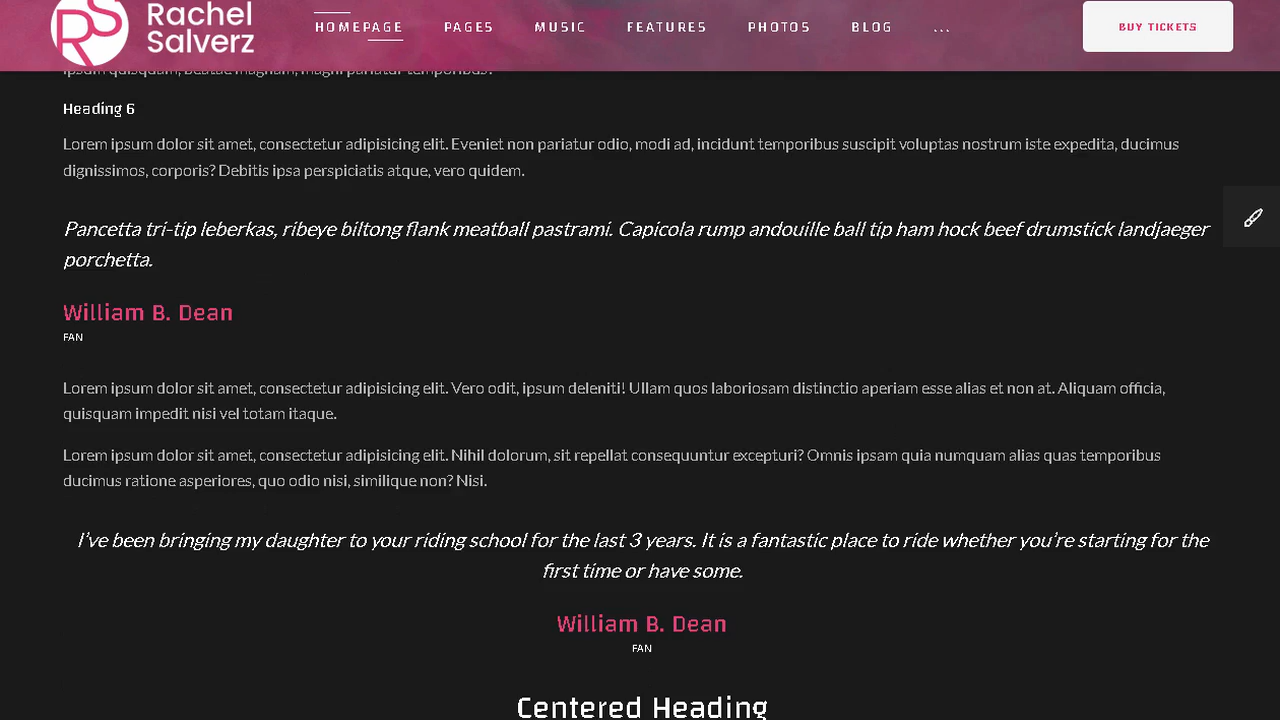 RS
Rachel
Salverz
HOMEPAGE PAGES MUSIC FEATURES PHOTOS BLOG ...
BUY TICKETS
ipsum quisquam, beatae magnam, magni pariatur temporibus?
Heading 6
Lorem ipsum dolor sit amet, consectetur adipisicing elit. Eveniet non pariatur odio, modi ad, incidunt temporibus suscipit voluptas nostrum iste expedita, ducimus
dignissimos, corporis? Debitis ipsa perspiciatis atque, vero quidem.
Pancetta tri-tip leberkas, ribeye biltong flank meatball pastrami. Capicola rump andouille ball tip ham hock beef drumstick landjaeger
porchetta.
William B. Dean
FAN
Lorem ipsum dolor sit amet, consectetur adipisicing elit. Vero odit, ipsum deleniti! Ullam quos laboriosam distinctio aperiam esse alias et non at. Aliquam officia,
quisquam impedit nisi vel totam itaque.
Lorem ipsum dolor sit amet, consectetur adipisicing elit. Nihil dolorum, sit repellat consequuntur excepturi? Omnis ipsam quia numquam alias quas temporibus
ducimus ratione asperiores, quo odio nisi, similique non? Nisi.
I've been bringing my daughter to your riding school for the last 3 years. It is a fantastic place to ride whether you're starting for the
first time or have some.
William B. Dean
FAN
Centered Heading